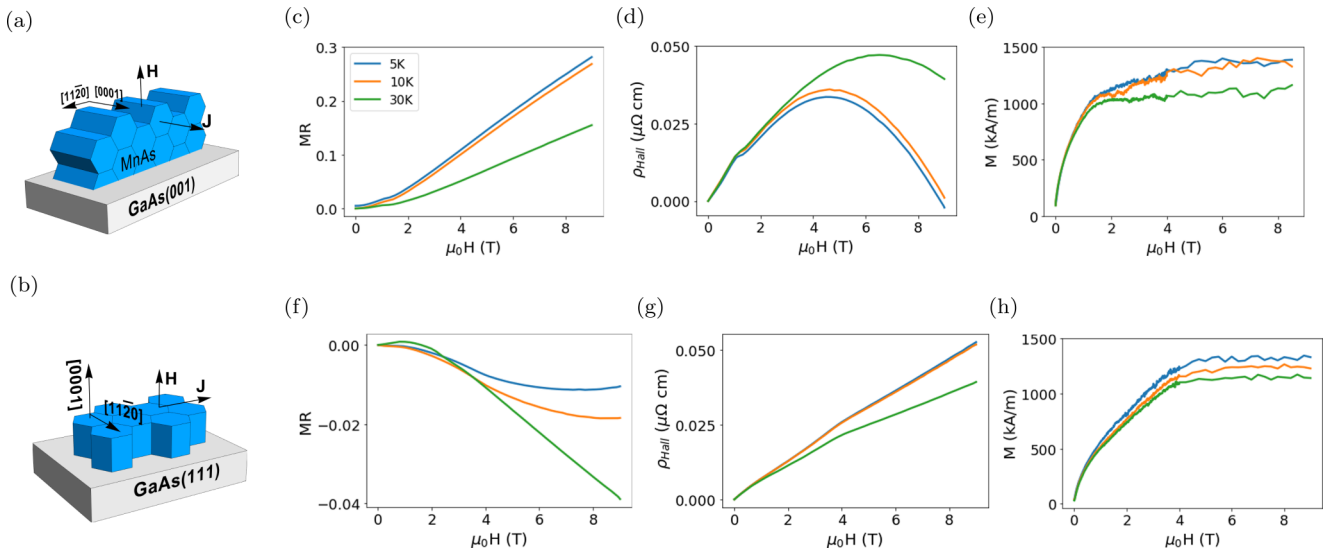 (a)
H
[112̅0] [0001]
J
MnAs
GaAs(001)
(c)
0.3
0.2
0.1
0.0
MR
5K
10K
30K
0 2 4 6 8
μ₀H (T)
(d)
0.050
0.025
0.000
ρHall (μΩ cm)
0 2 4 6 8
μ₀H (T)
(e)
1500
1000
500
0
M (kA/m)
0 2 4 6 8
μ₀H (T)
(b)
[0001]
[112̅0]
H
J
GaAs(111)
(f)
0.00
−0.02
−0.04
MR
0 2 4 6 8
μ₀H (T)
(g)
0.050
0.025
0.000
ρHall (μΩ cm)
0 2 4 6 8
μ₀H (T)
(h)
1500
1000
500
0
M (kA/m)
0 2 4 6 8
μ₀H (T)